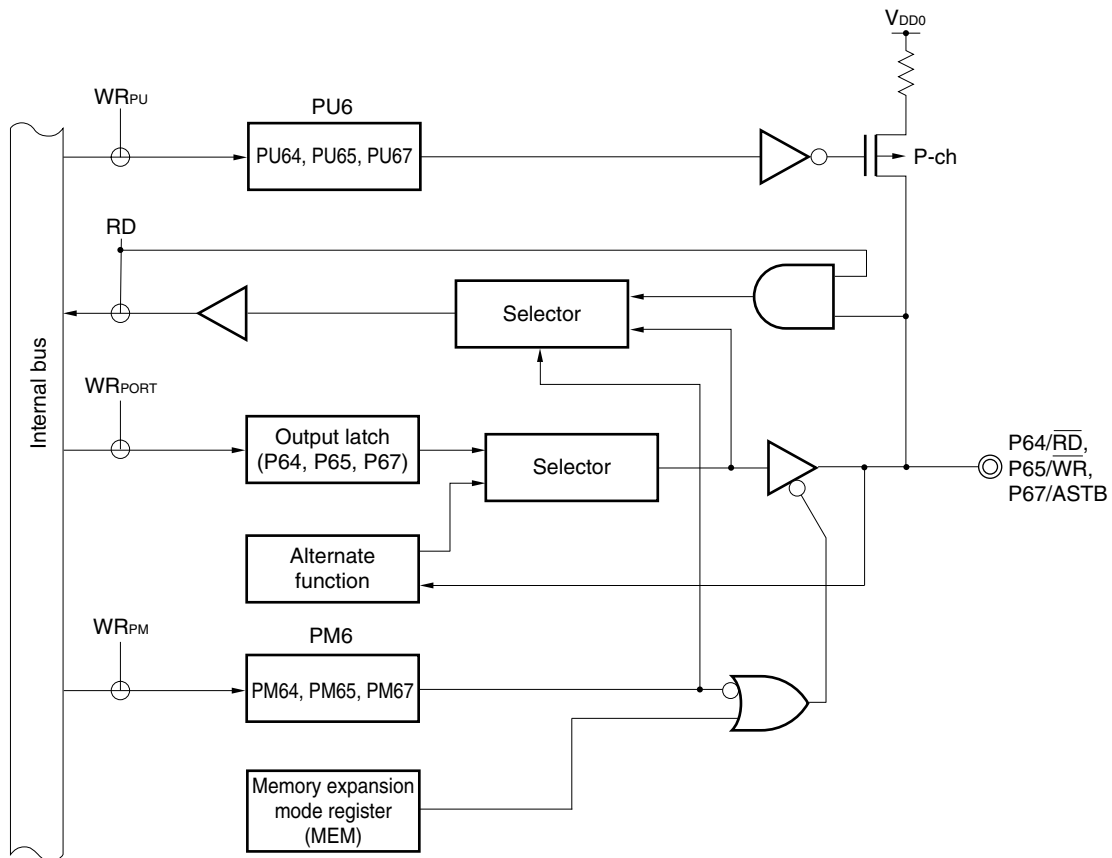 VDD0
WRPU
PU6
PU64, PU65, PU67
P-ch
RD
Selector
Internal bus
WRPORT
Output latch
(P64, P65, P67)
Selector
P64/RD,
P65/WR,
P67/ASTB
Alternate
function
WRPM
PM6
PM64, PM65, PM67
Memory expansion
mode register
(MEM)